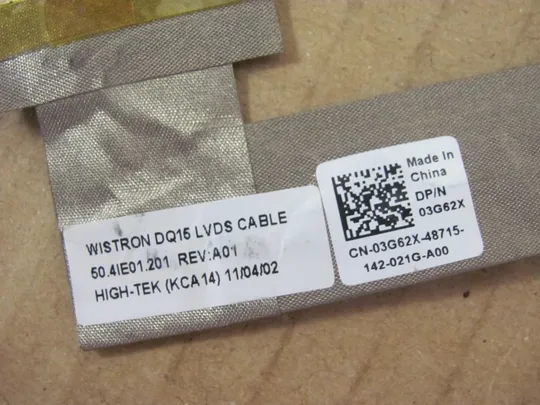 WISTRON DQ15 LVDS CABLE
50.4IE01.201 REV:A01
HIGH-TEK (KCA14) 11/04/02
Made In
China
DP/N
03G62X
CN-03G62X-48715-
142-021G-A00